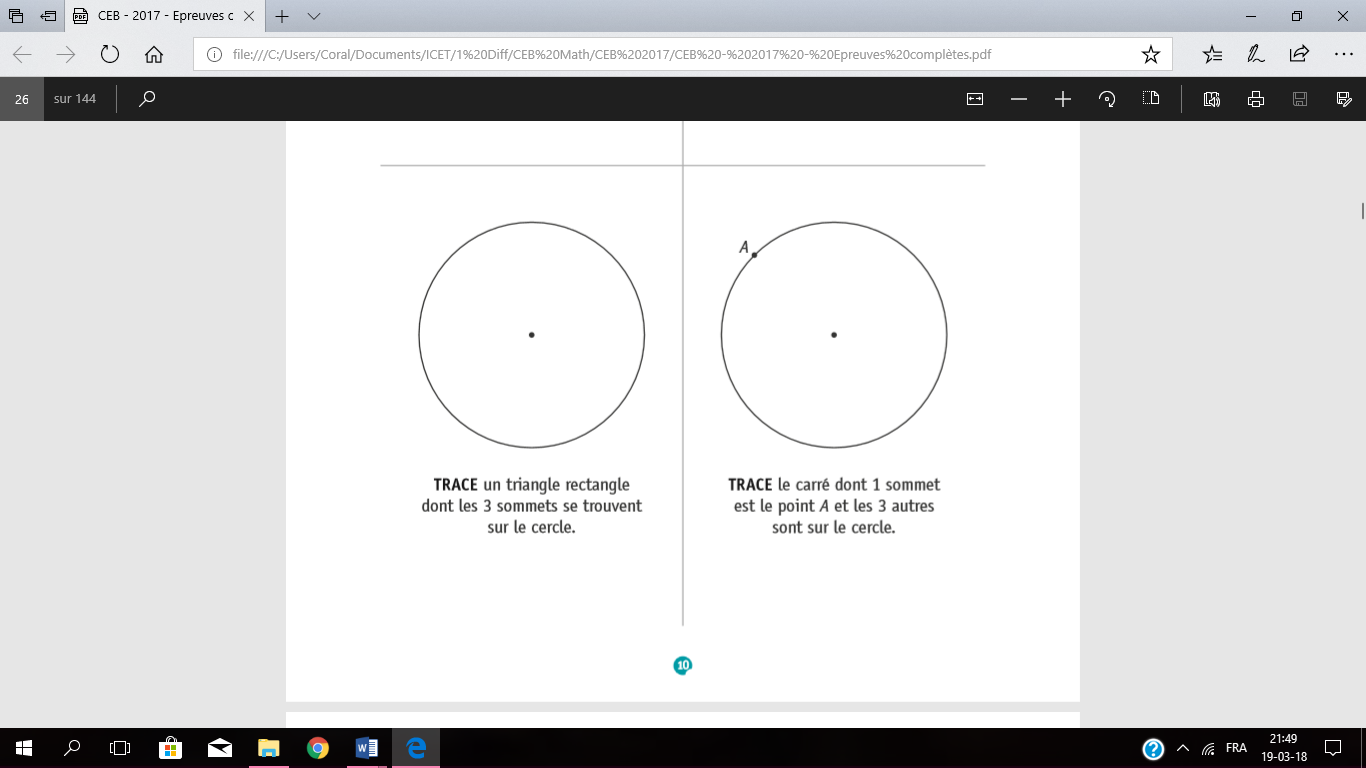 CEB - 2017 - Epreuves c
file:///C:/Users/Coral/Documents/ICET/1%20Diff/CEB%20Math/CEB%202017/CEB%20-%202017%20-%20Epreuves%20complètes.pdf
26 sur 144
A
TRACE un triangle rectangle
dont les 3 sommets se trouvent
sur le cercle.
TRACE le carré dont 1 sommet
est le point A et les 3 autres
sont sur le cercle.
10
FRA
21:49
19-03-18